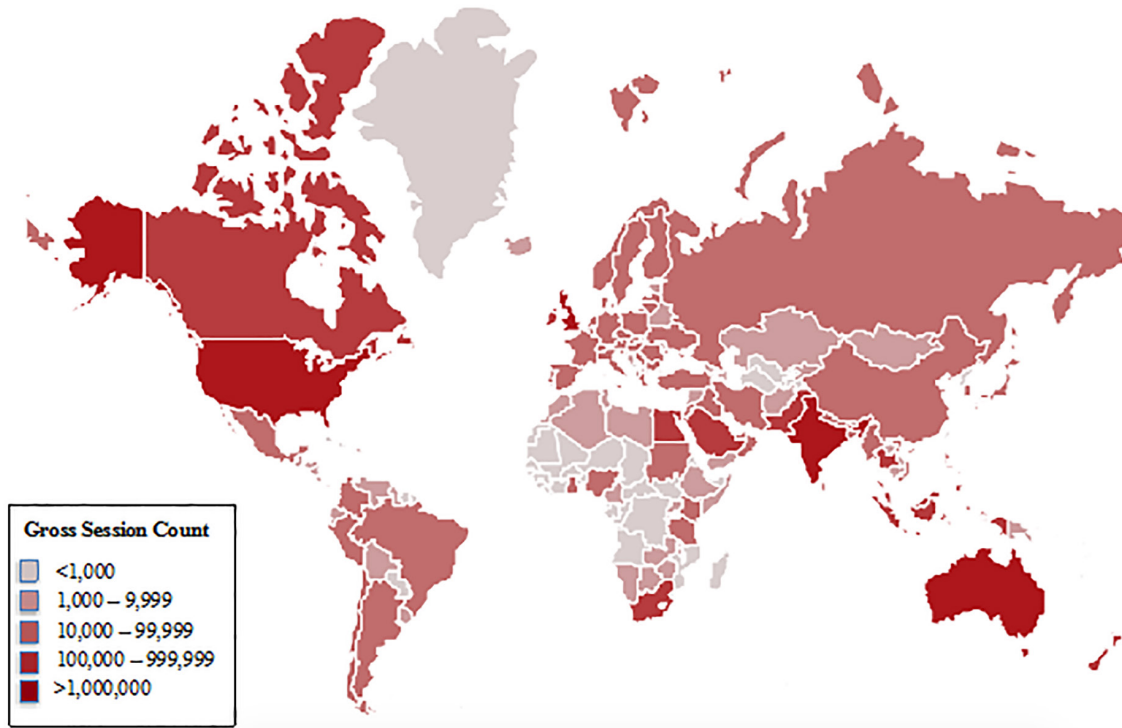 Gross Session Count
<1,000
1,000 – 9,999
10,000 – 99,999
100,000 – 999,999
>1,000,000